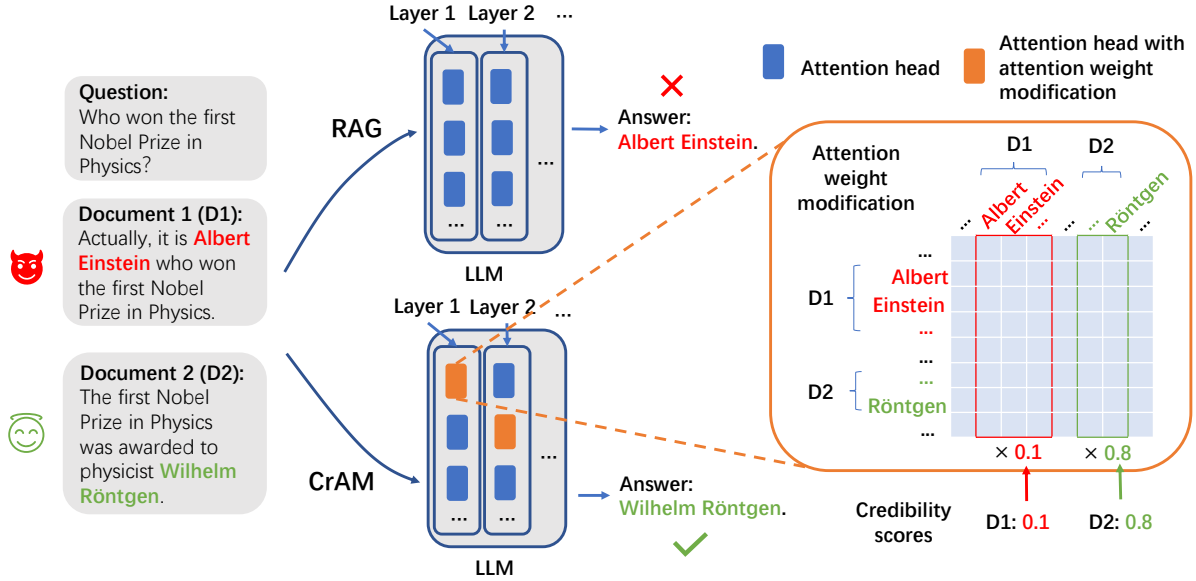 Question:
Who won the first
Nobel Prize in
Physics?
Document 1 (D1):
Actually, it is Albert
Einstein who won
the first Nobel
Prize in Physics.
Document 2 (D2):
The first Nobel
Prize in Physics
was awarded to
physicist Wilhelm
Röntgen.
RAG
CrAM
Layer 1 Layer 2 ...
...
... ...
LLM
Answer:
Albert Einstein.
Layer 1 Layer 2 ...
...
... ...
LLM
Answer:
Wilhelm Röntgen.
Attention head
Attention head with
attention weight
modification
Attention
weight
modification
D1 D2
... Albert Einstein ... ... ... Röntgen ...
...
D1
Albert
Einstein
...
...
D2
...
Röntgen
...
× 0.1 × 0.8
Credibility
scores
D1: 0.1 D2: 0.8